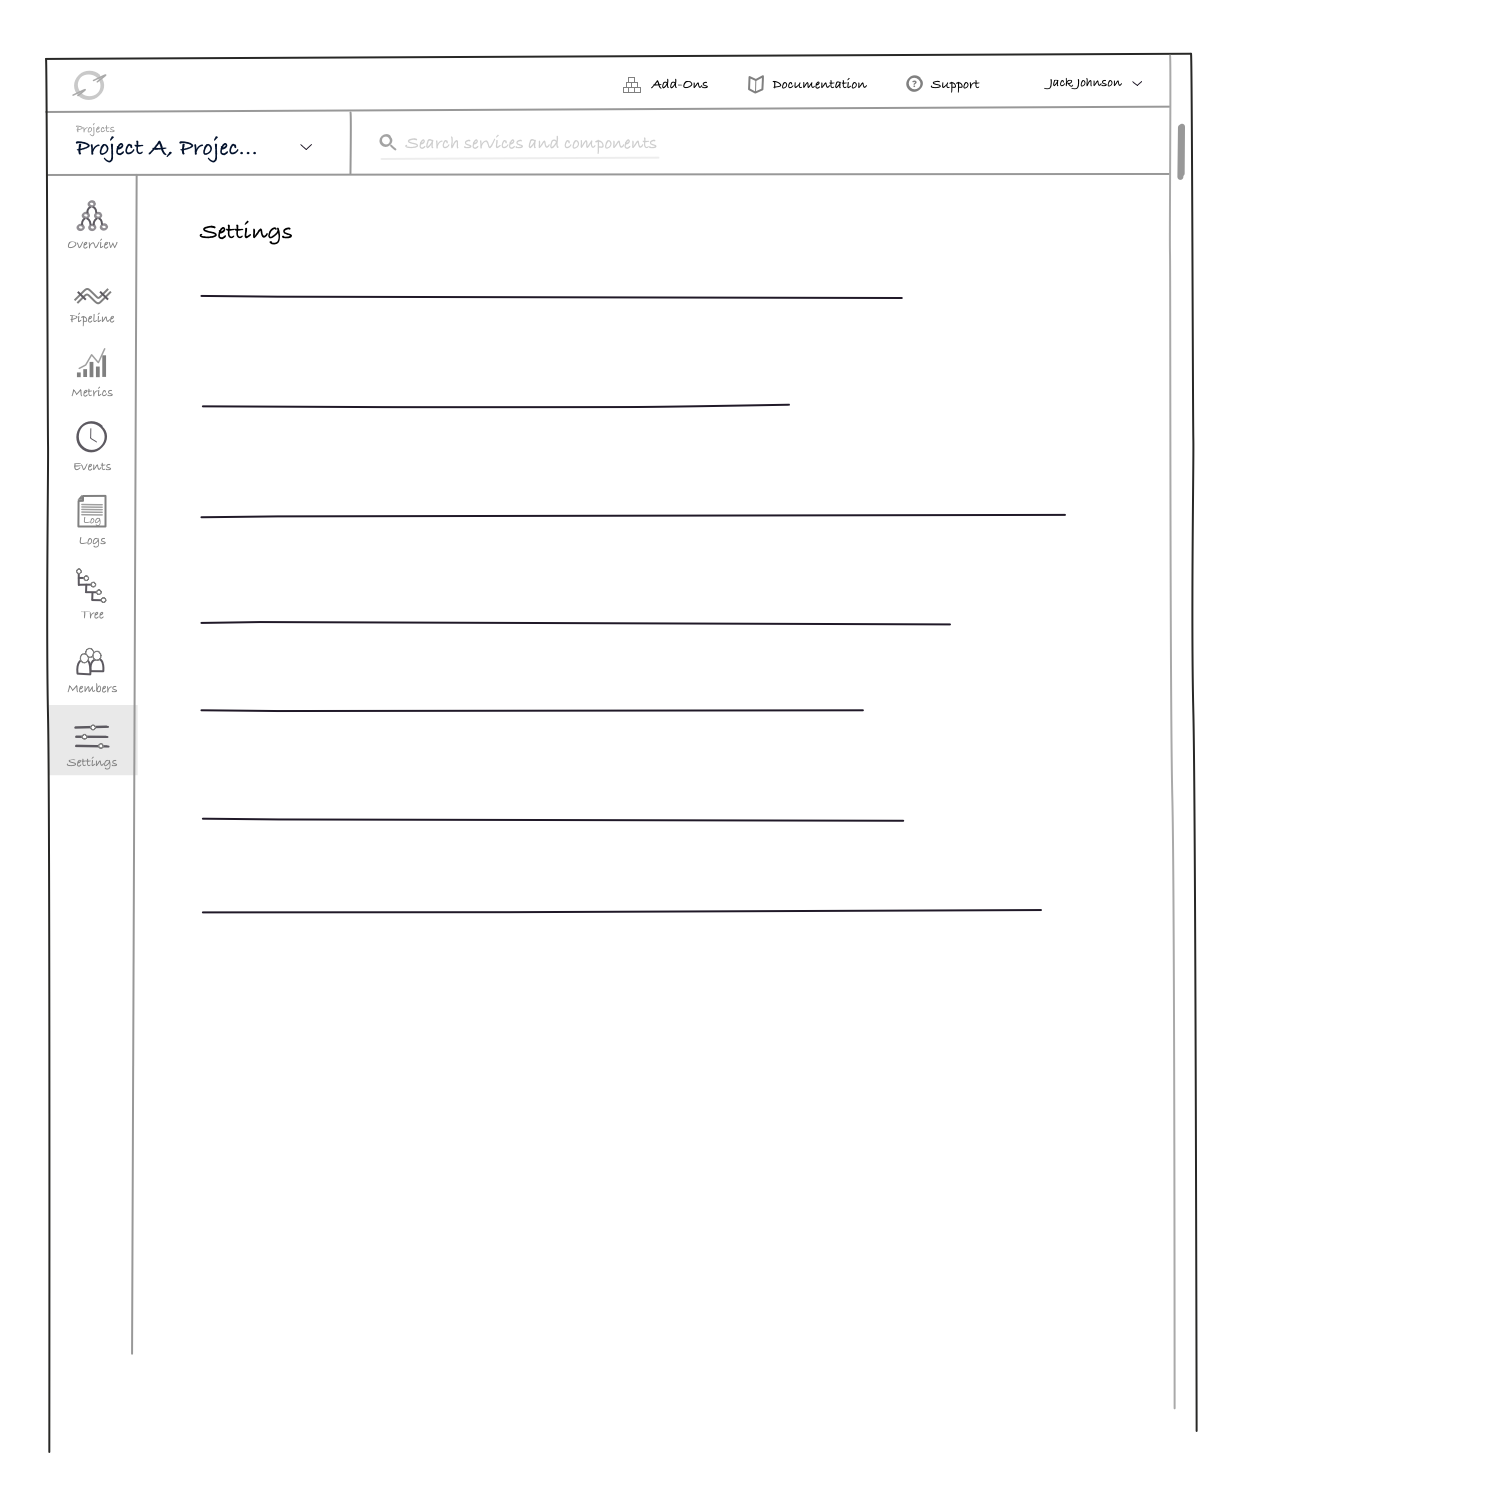 Add-Ons
Documentation
Support
Jack Johnson
Projects
Project A, Projec...
Search services and components
Overview
Pipeline
Metrics
Events
Log
Logs
Tree
Members
Settings
Settings